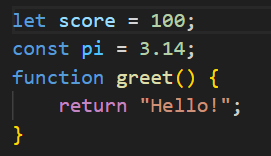 let score = 100;
const pi = 3.14;
function greet() {
    return "Hello!";
}